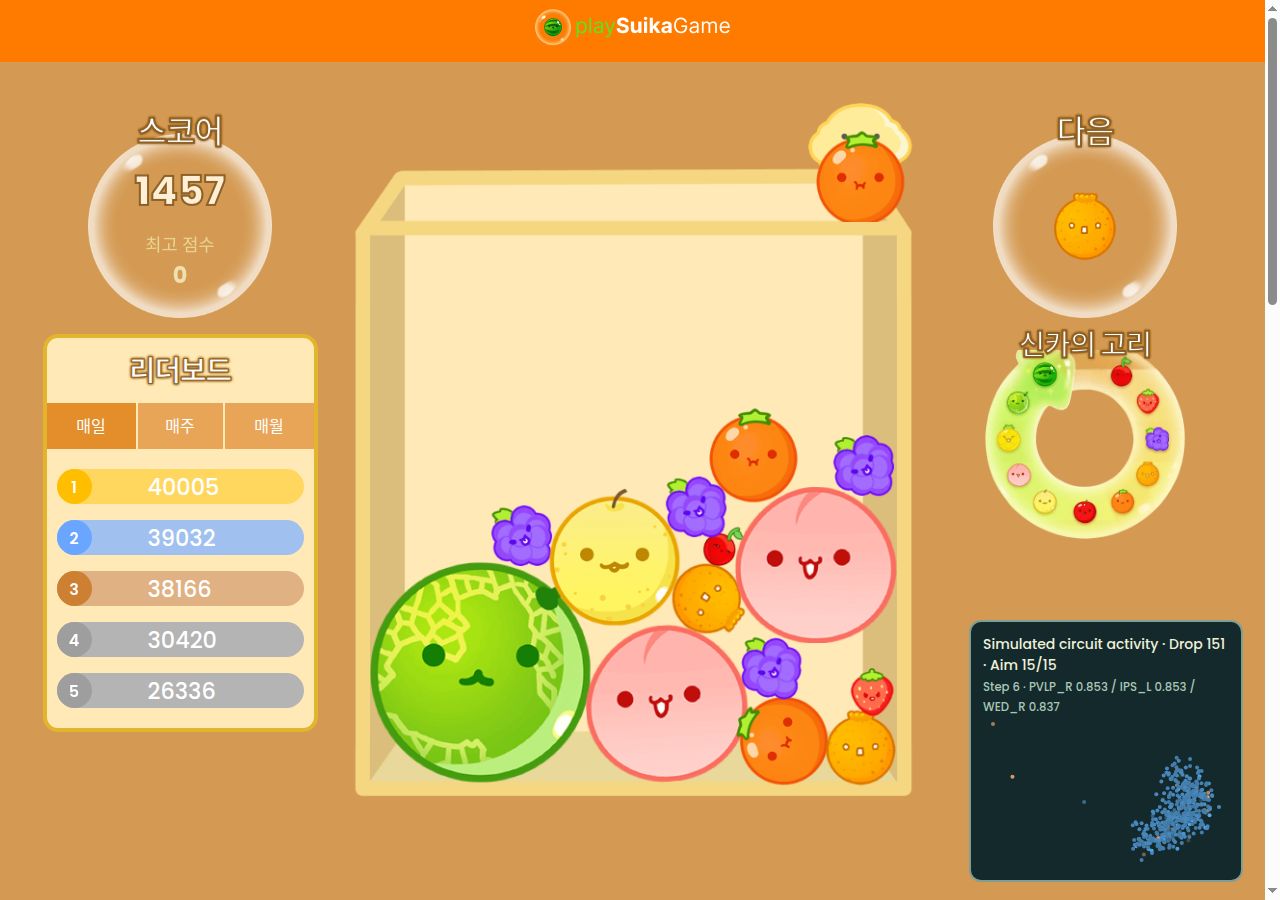 playSuikaGame
스코어
1457
최고 점수
0
다음
신카의 고리
리더보드
매일 매주 매월
1 40005
2 39032
3 38166
4 30420
5 26336
Simulated circuit activity · Drop 151
· Aim 15/15
Step 6 · PVLP_R 0.853 / IPS_L 0.853 /
WED_R 0.837